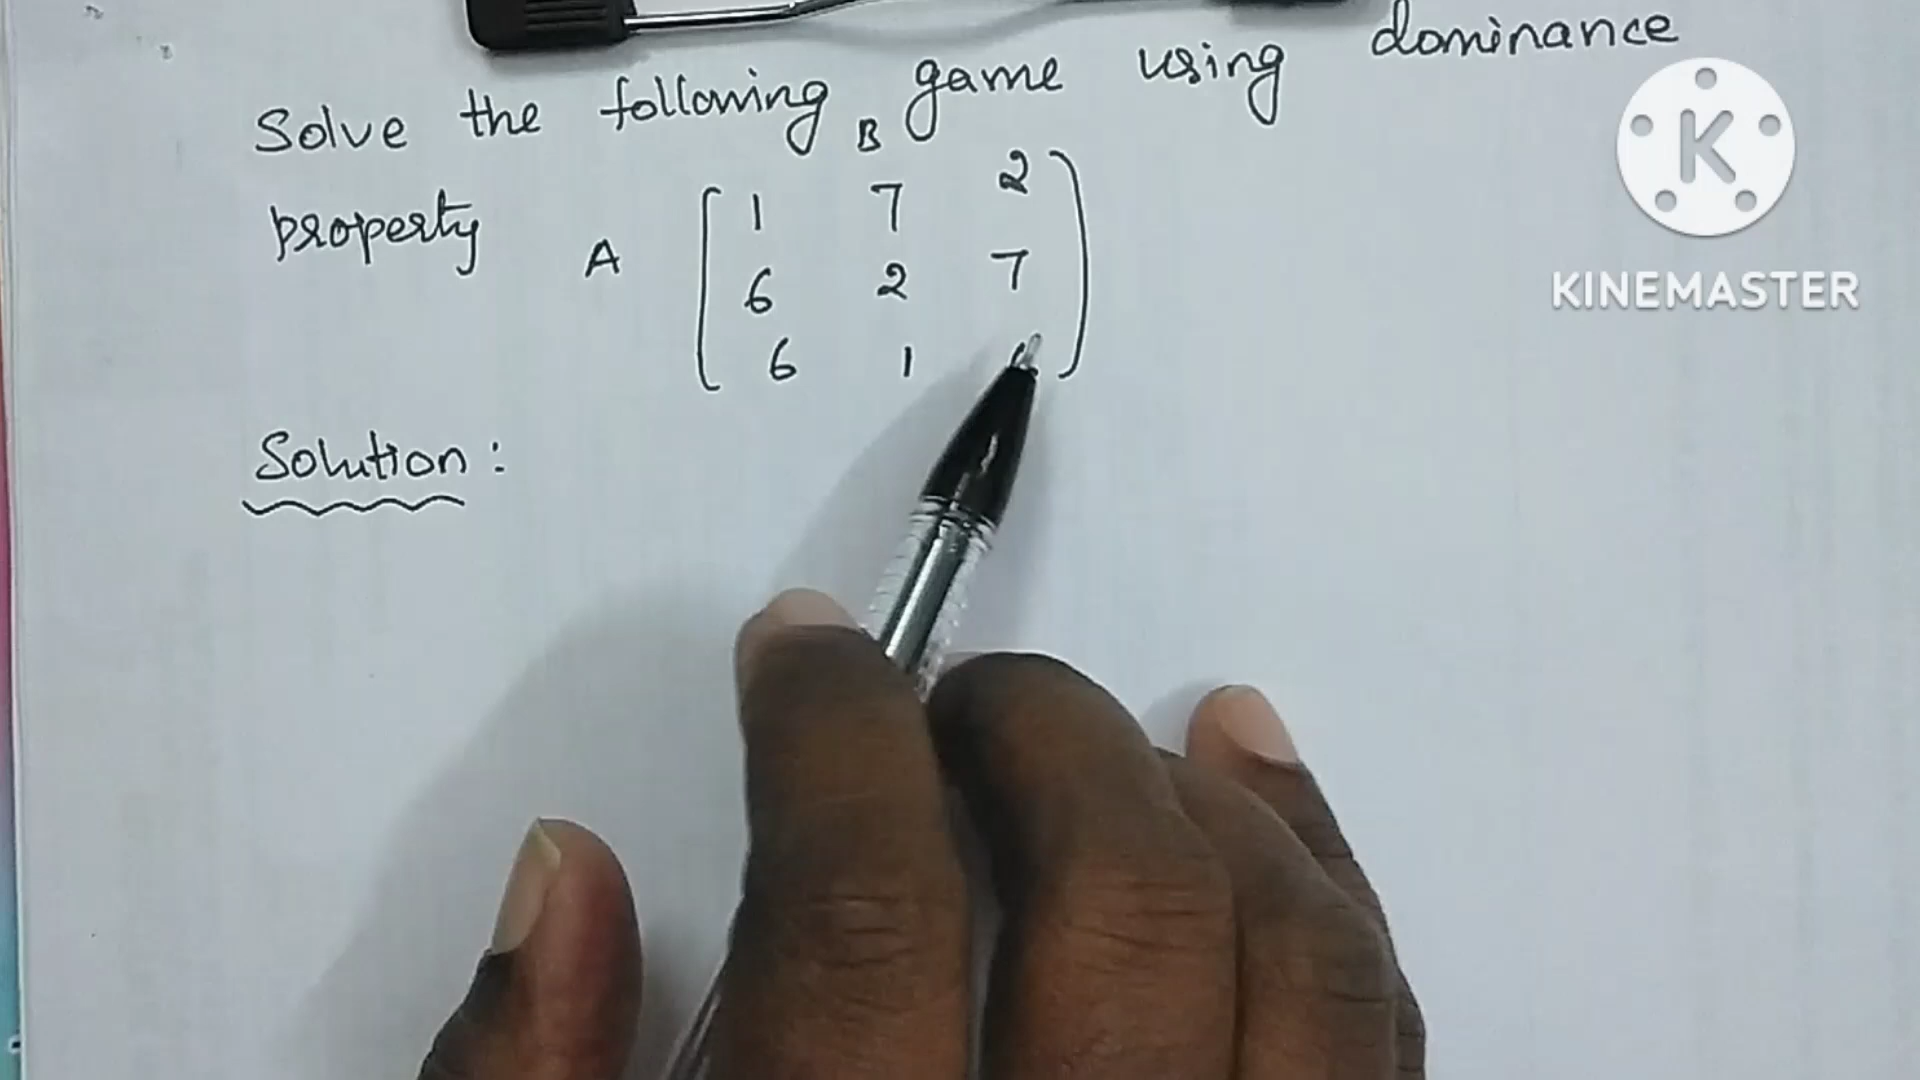 Solve the following game using dominance
B
property A 1 7 2
6 2 7
6 1
Solution :
K
KINEMASTER